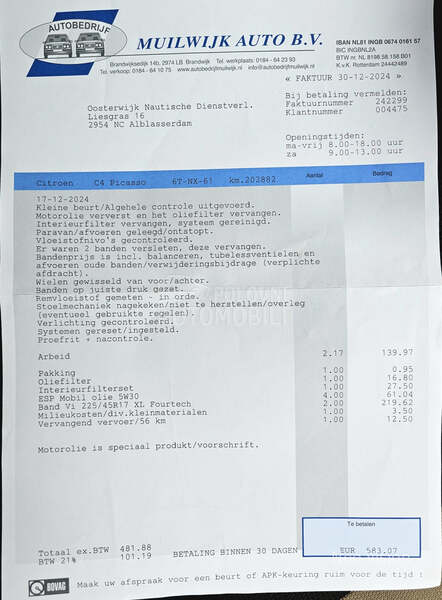 AUTOBEDRIJF
MUILWIJK AUTO B.V.
Brandwijksedijk 14b, 2974 LB Brandwijk Tel. werkplaats: 0184 - 64 23 93
Tel. verkoop: 0184 - 64 10 75 www.autobedrijfmuilwijk.nl info@autobedrijfmuilwijk.nl
IBAN NL81 INGB 0674 0161 57
BIC INGBNL2A
BTW nr. NL 8198.56.158 B01
K.v.K. Rotterdam 24442489
« FAKTUUR 30-12-2024 »
Bij betaling vermelden:
Factuurnummer 242299
Klantnummer 004475
Oosterwijk Nautische Dienstverl.
Liesgras 16
2954 NC Alblasserdam
Openingstijden:
ma-vrij 8.00-18.00 uur
za 9.00-13.00 uur
Citroen C4 Picasso 6T-NX-61 km.202882 Aantal Bedrag
17-12-2024
Kleine beurt/Algehele controle uitgevoerd.
Motorolie ververst en het oliefilter vervangen.
Interieurfilter vervangen, systeem gereinigd.
Paravan/afvoeren geleegd/ontstopt.
Vloeistofnivo's gecontroleerd.
Er waren 2 banden versleten, deze vervangen.
Bandenprijs is incl. balanceren, tubelessventielen en
afvoeren oude banden/verwijderingsbijdrage (verplichte
afdracht).
Wielen gewisseld van voor/achter.
Banden op juiste druk gezet.
Remvloeistof gemeten - in orde.
Stoelmechaniek nagekeken/niet te herstellen/overleg
(eventueel gebruikte regelen).
Verlichting gecontroleerd.
Systemen gereset/ingesteld.
Proefrit + nacontrole.
Arbeid 2.17 139.97
Pakking 1.00 0.95
Oliefilter 1.00 16.80
Interieurfilterset 1.00 27.50
ESP Mobil olie 5W30 4.00 61.04
Band Vi 225/45R17 XL Fourtech 2.00 219.62
Milieukosten/div.kleinmaterialen 1.00 3.50
Vervangend vervoer/56 km 1.00 12.50
Motorolie is speciaal produkt/voorschrift.
Te betalen
Totaal ex.BTW 481.88
BTW 21% 101.19 BETALING BINNEN 30 DAGEN EUR 583.07
BOVAG
Maak uw afspraak voor een beurt of APK-keuring ruim voor de tijd !